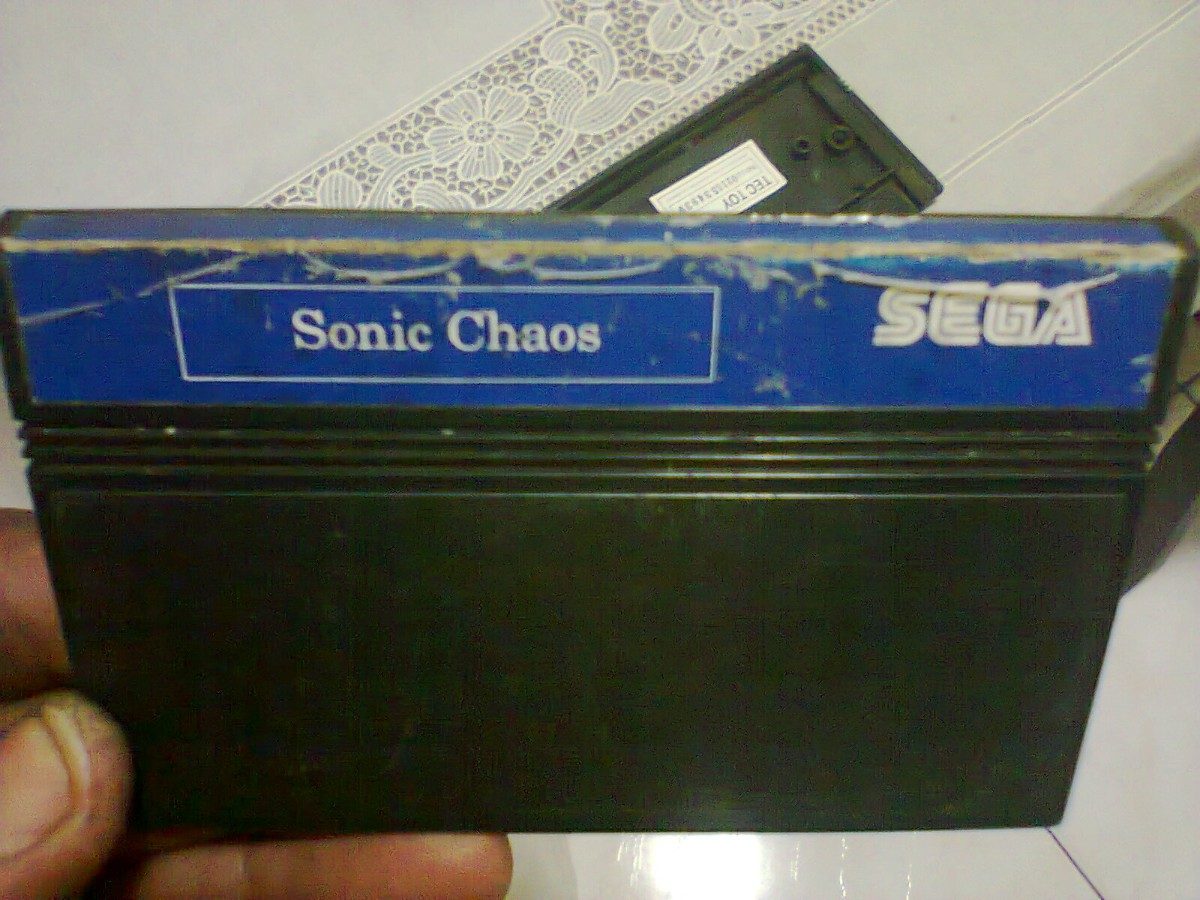 TEC TOY
Sonic Chaos
SEGA